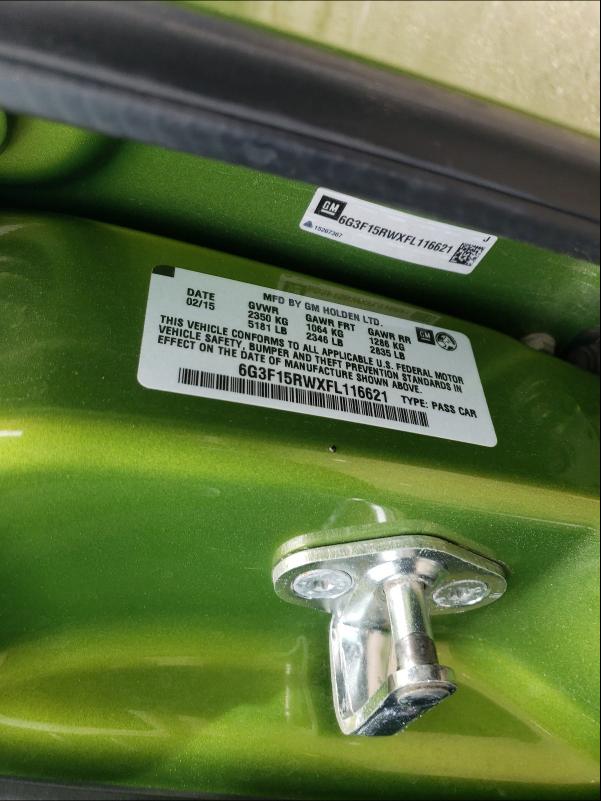 GM
6G3F15RWXFL116621
J
15267367
DATE MFD BY GM HOLDEN LTD.
02/15 GVWR GAWR FRT GAWR RR GM
2350 KG 1064 KG 1286 KG
5181 LB 2346 LB 2835 LB
THIS VEHICLE CONFORMS TO ALL APPLICABLE U.S. FEDERAL MOTOR
VEHICLE SAFETY, BUMPER AND THEFT PREVENTION STANDARDS IN
EFFECT ON THE DATE OF MANUFACTURE SHOWN ABOVE.
6G3F15RWXFL116621 TYPE: PASS CAR